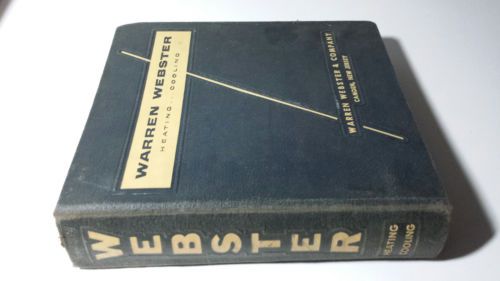 WARREN WEBSTER
HEATING . . COOLING
WARREN WEBSTER & COMPANY
CAMDEN, NEW JERSEY
WEBSTER
HEATING
COOLING